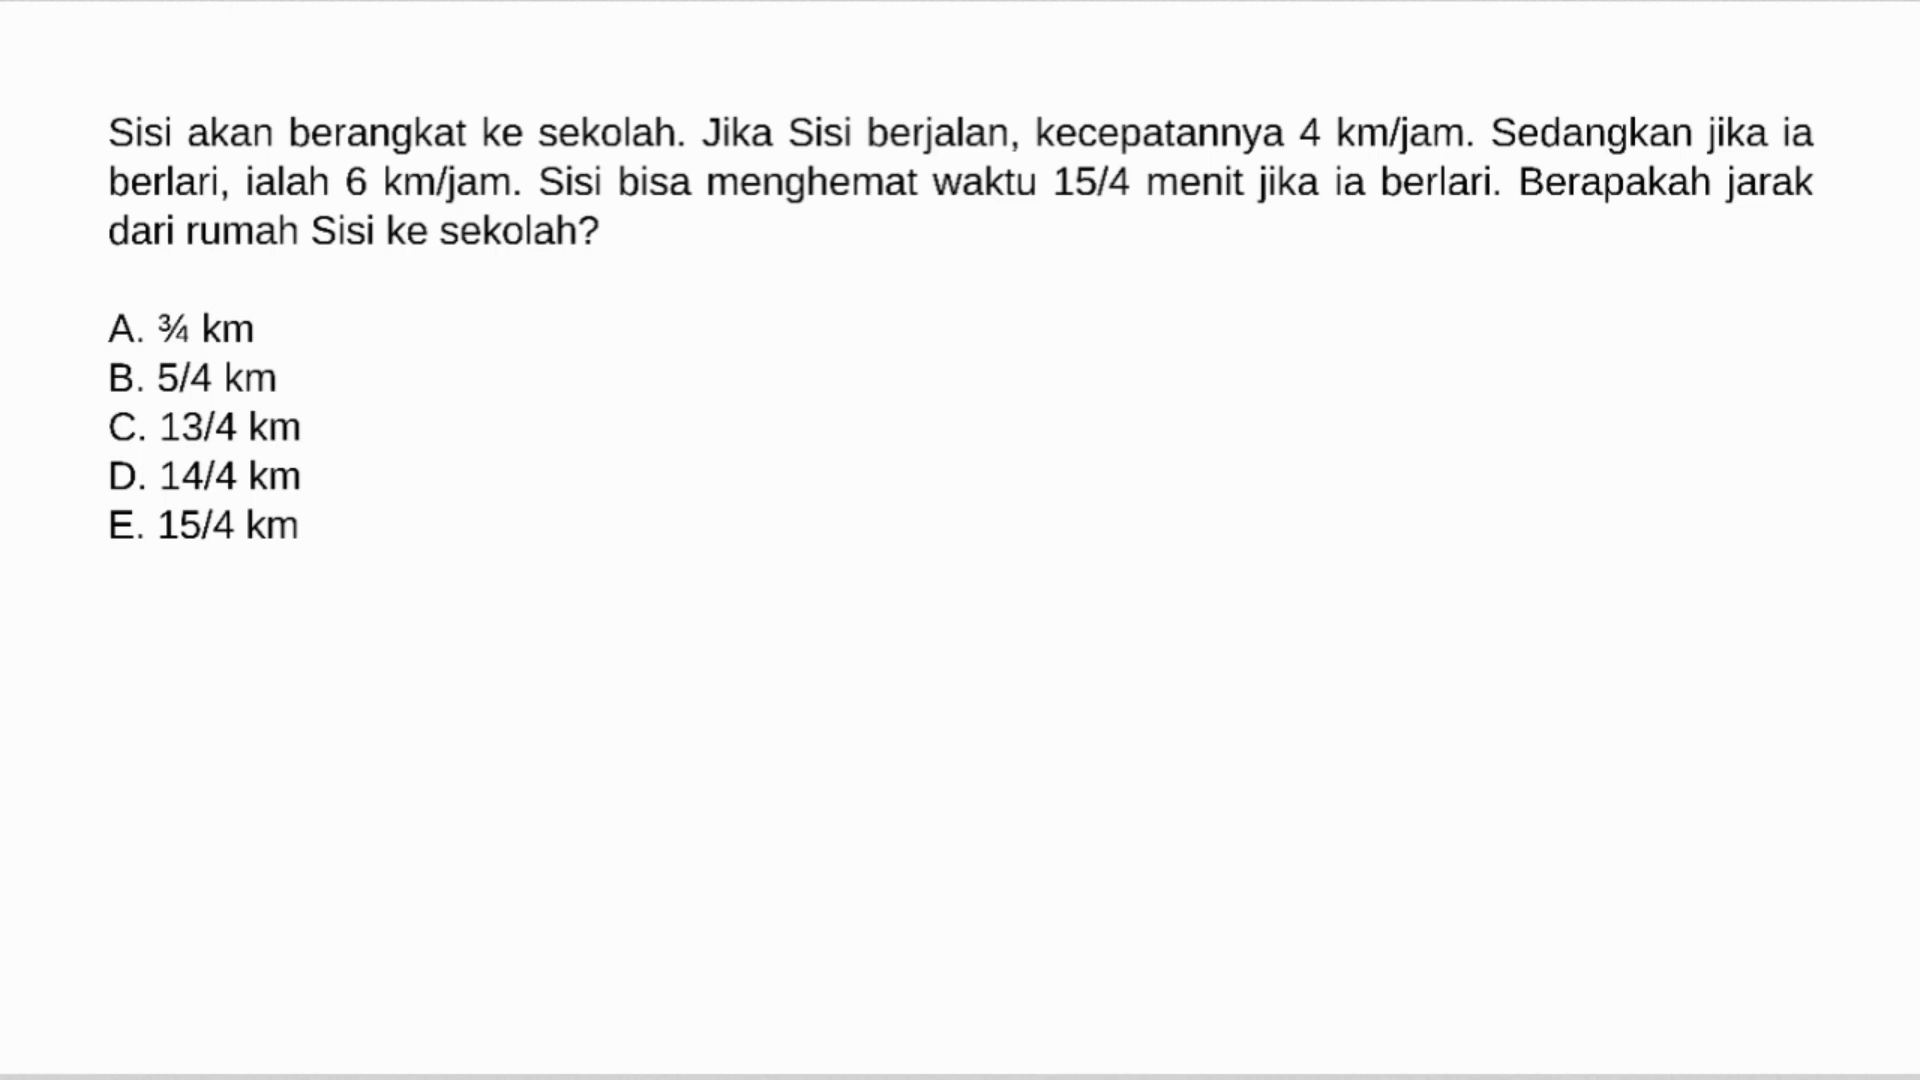 Sisi akan berangkat ke sekolah. Jika Sisi berjalan, kecepatannya 4 km/jam. Sedangkan jika ia
berlari, ialah 6 km/jam. Sisi bisa menghemat waktu 15/4 menit jika ia berlari. Berapakah jarak
dari rumah Sisi ke sekolah?
A. ¾ km
B. 5/4 km
C. 13/4 km
D. 14/4 km
E. 15/4 km